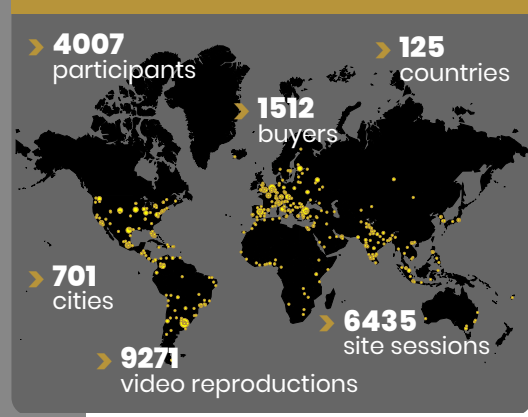 4007
participants
125
countries
1512
buyers
701
cities
6435
site sessions
9271
video reproductions